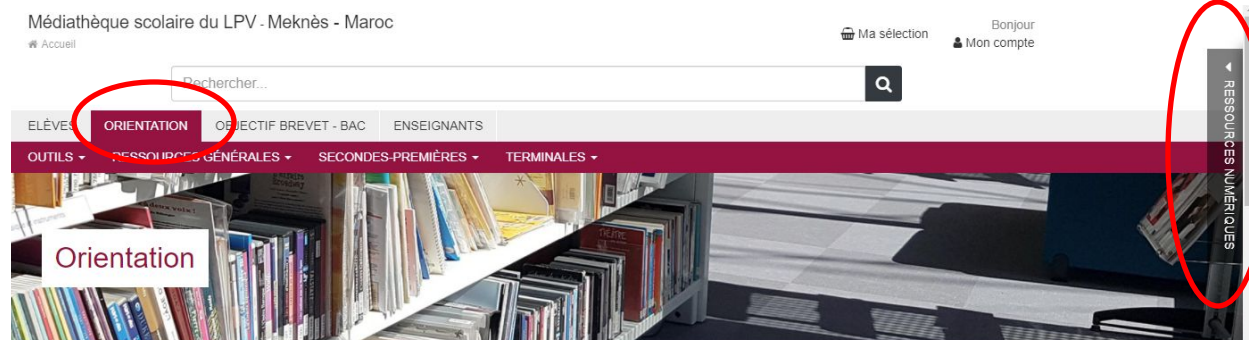 Médiathèque scolaire du LPV - Meknès - Maroc
Accueil
Ma sélection
Bonjour
Mon compte
Rechercher...
ELÈVES ORIENTATION OBJECTIF BREVET - BAC ENSEIGNANTS
OUTILS RESSOURCES GÉNÉRALES SECONDES-PREMIÈRES TERMINALES
Orientation
RESSOURCES NUMÉRIQUES